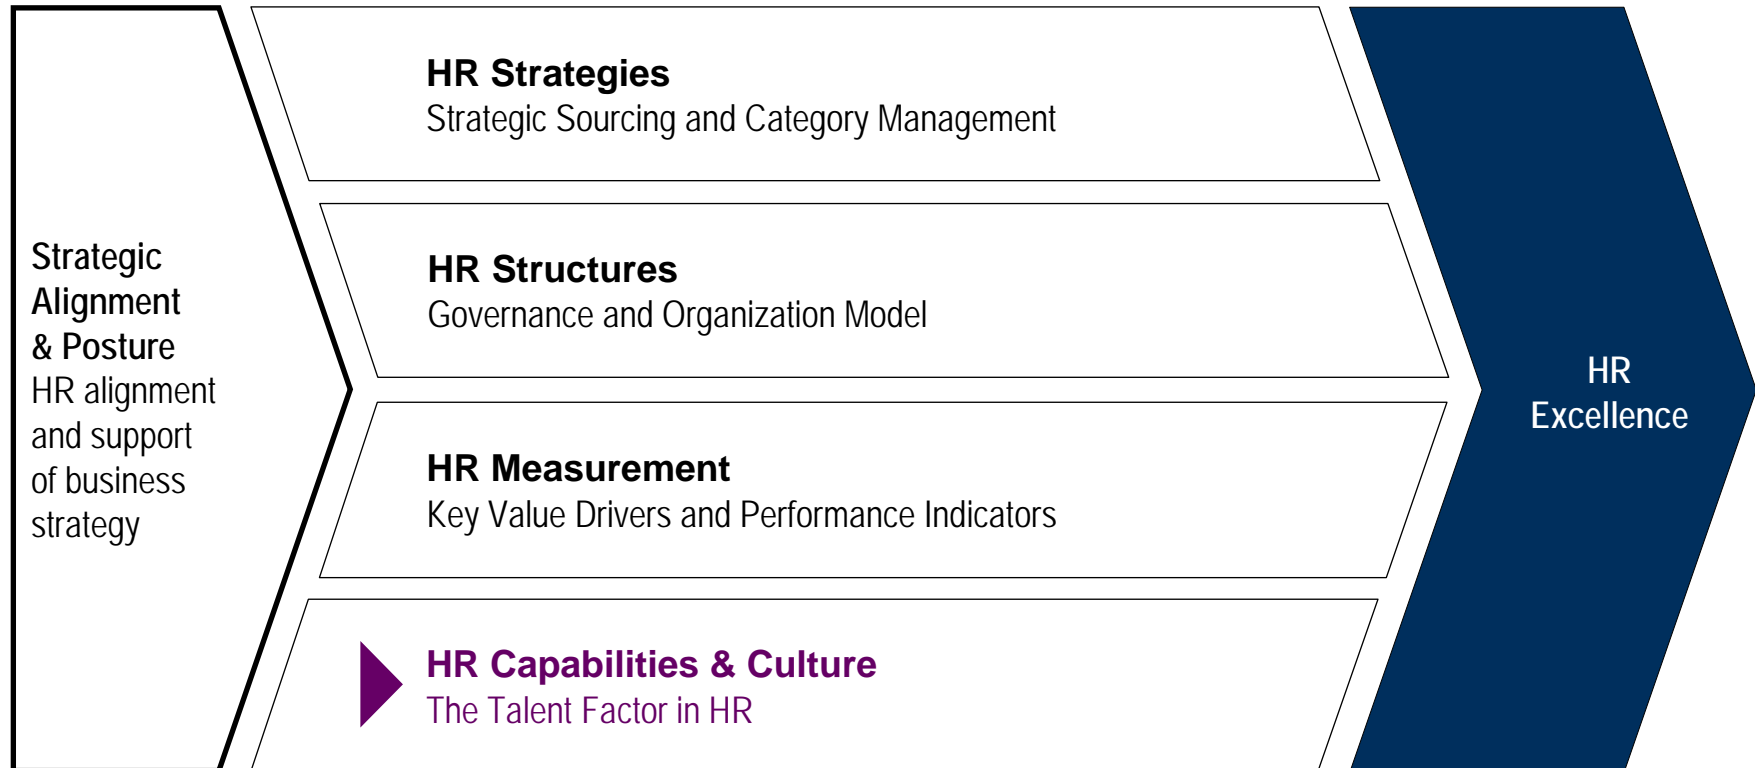 Strategic
Alignment
& Posture
HR alignment
and support
of business
strategy
HR Strategies
Strategic Sourcing and Category Management
HR Structures
Governance and Organization Model
HR Measurement
Key Value Drivers and Performance Indicators
HR Capabilities & Culture
The Talent Factor in HR
HR
Excellence